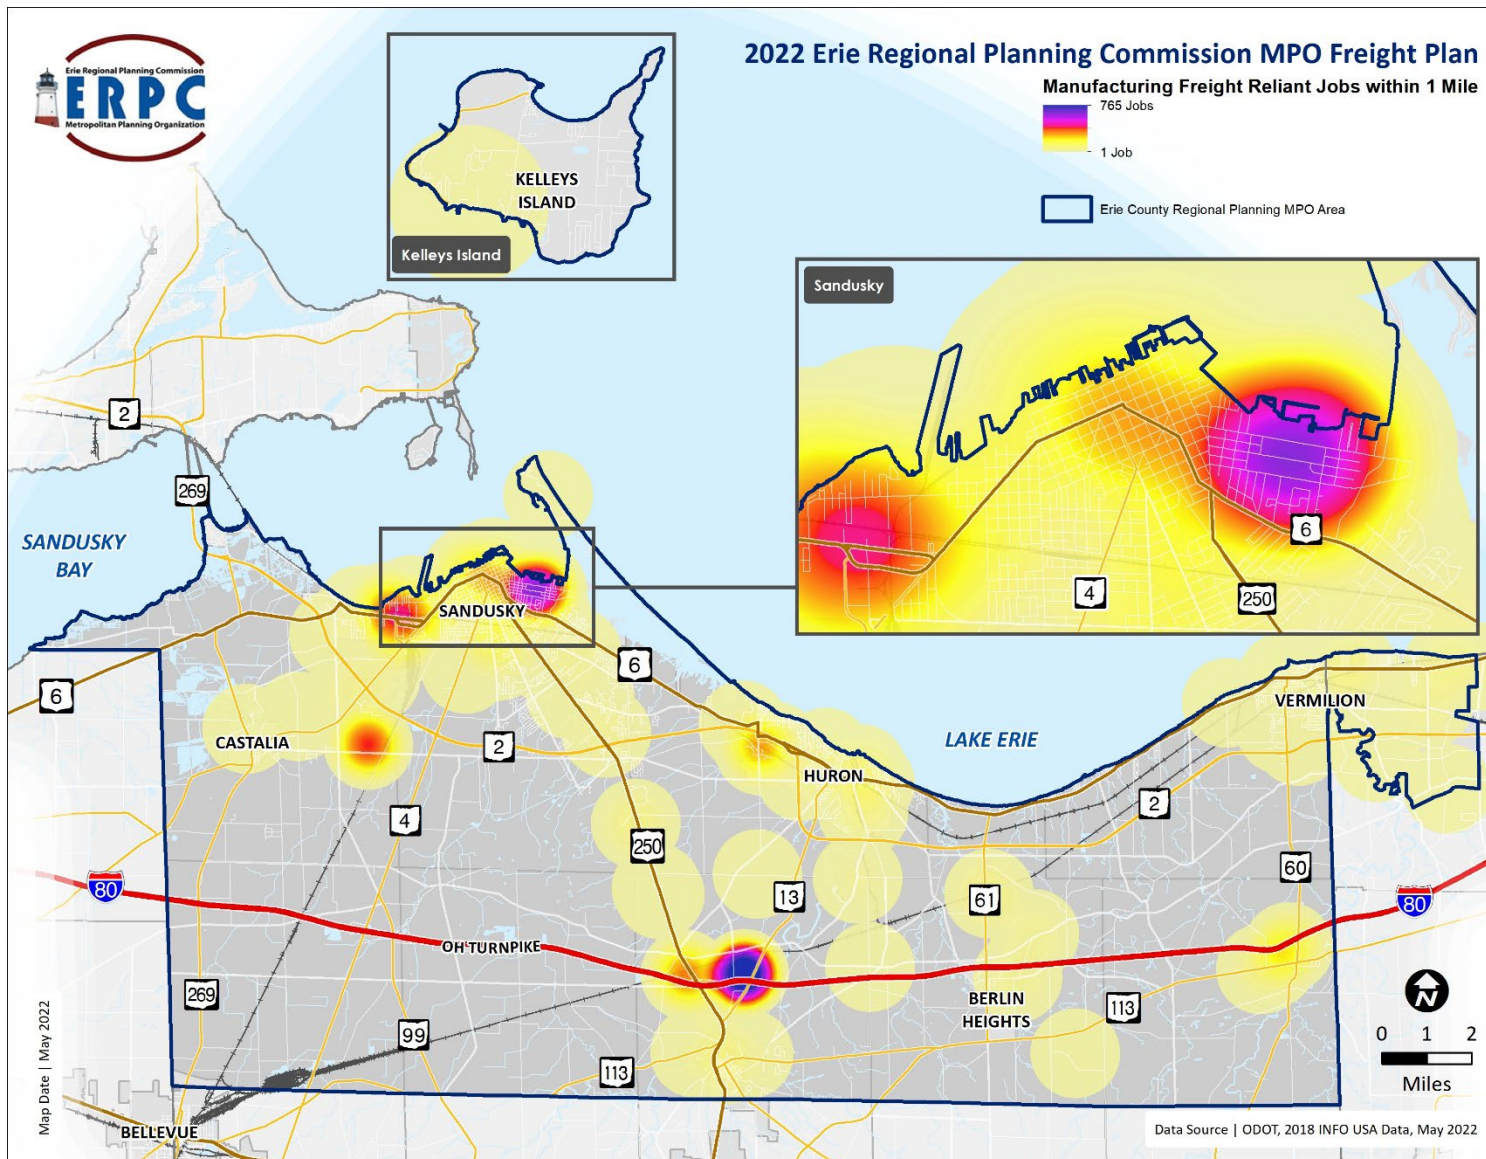 Erie Regional Planning Commission
ERPC
Metropolitan Planning Organization
2022 Erie Regional Planning Commission MPO Freight Plan
Manufacturing Freight Reliant Jobs within 1 Mile
765 Jobs
1 Job
Erie County Regional Planning MPO Area
KELLEYS
ISLAND
Kelleys Island
Sandusky
6
4
250
2
269
SANDUSKY
BAY
SANDUSKY
6
6
CASTALIA
2
LAKE ERIE
VERMILION
HURON
4
250
2
80
13
61
60
80
OH TURNPIKE
269
99
113
BERLIN
HEIGHTS
113
N
0 1 2
Miles
Map Date | May 2022
BELLEVUE
Data Source | ODOT, 2018 INFO USA Data, May 2022